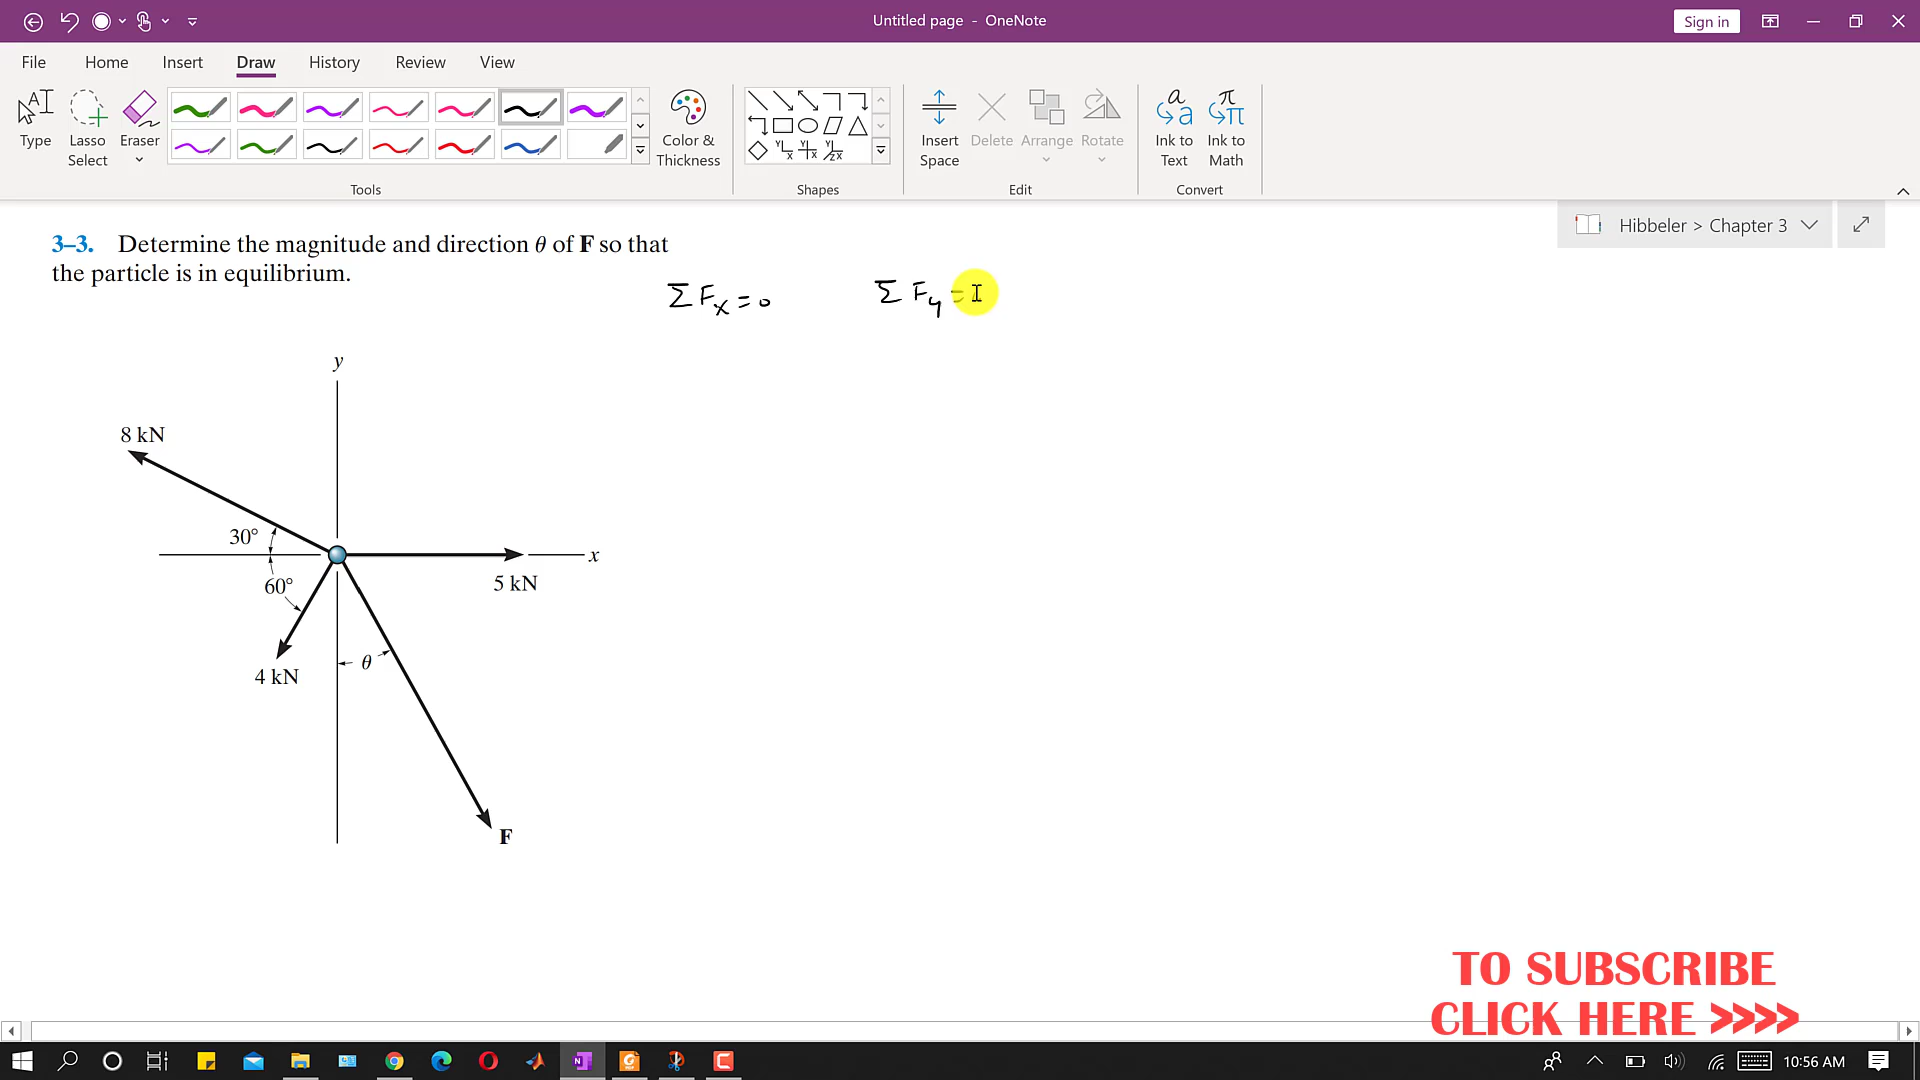 Untitled page - OneNote
Sign in
File Home Insert Draw History Review View
Type
Lasso Select
Eraser
Color & Thickness
Insert Space
Delete
Arrange
Rotate
Ink to Text
Ink to Math
Tools
Shapes
Edit
Convert
Hibbeler > Chapter 3
3–3. Determine the magnitude and direction θ of F so that
the particle is in equilibrium.
ΣFx = 0 ΣFy =
y
8 kN
30°
x
60°
5 kN
4 kN
θ
F
TO SUBSCRIBE
CLICK HERE >>>>
10:56 AM